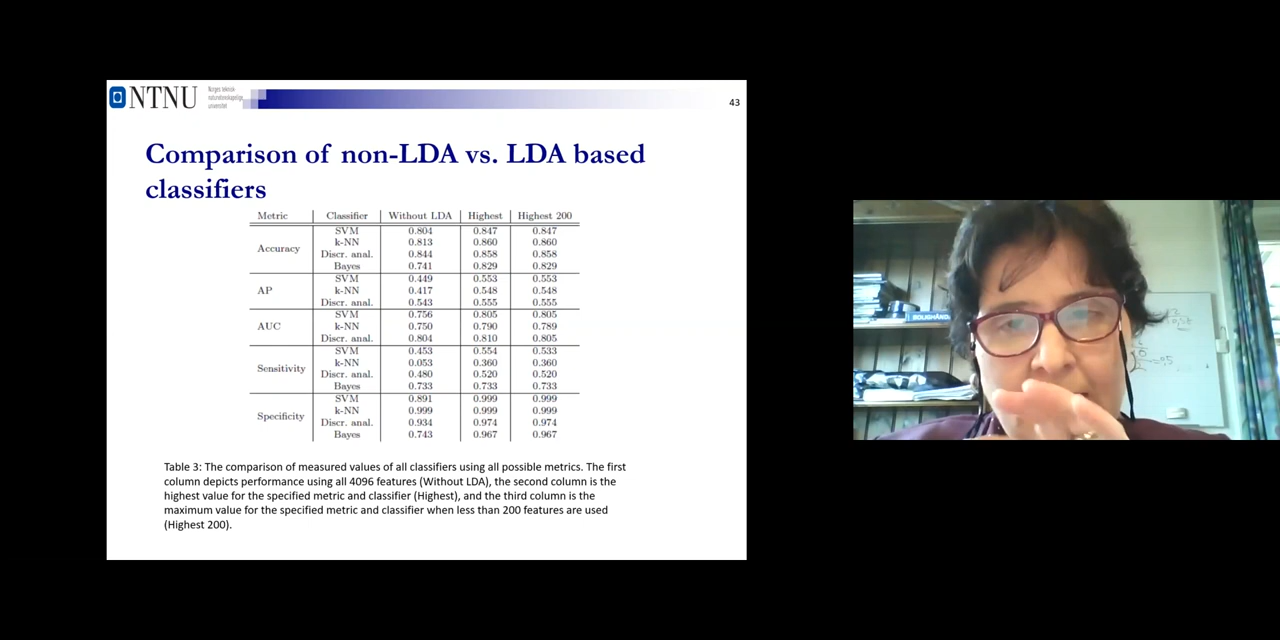 NTNU
Norges teknisk
naturvitenskapelige
universitet
43
Comparison of non-LDA vs. LDA based
classifiers
Metric Classifier Without LDA Highest Highest 200
Accuracy
SVM 0.804 0.847 0.847
k-NN 0.813 0.860 0.860
Discr. anal. 0.844 0.858 0.858
Bayes 0.741 0.829 0.829
AP
SVM 0.449 0.553 0.553
k-NN 0.417 0.548 0.548
Discr. anal. 0.543 0.555 0.555
AUC
SVM 0.756 0.805 0.805
k-NN 0.750 0.790 0.789
Discr. anal. 0.804 0.810 0.805
Sensitivity
SVM 0.453 0.554 0.533
k-NN 0.053 0.360 0.360
Discr. anal. 0.480 0.520 0.520
Bayes 0.733 0.733 0.733
Specificity
SVM 0.891 0.999 0.999
k-NN 0.999 0.999 0.999
Discr. anal. 0.934 0.974 0.974
Bayes 0.743 0.967 0.967
Table 3: The comparison of measured values of all classifiers using all possible metrics. The first
column depicts performance using all 4096 features (Without LDA), the second column is the
highest value for the specified metric and classifier (Highest), and the third column is the
maximum value for the specified metric and classifier when less than 200 features are used
(Highest 200).